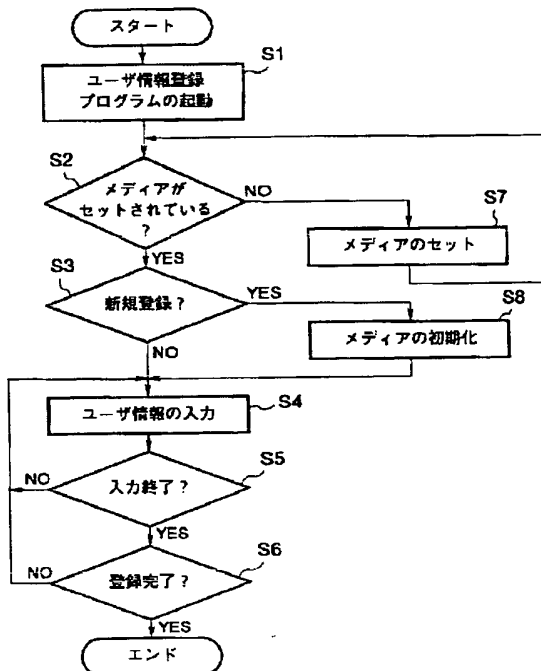 スタート
S1
ユーザ情報登録
プログラムの起動
S2
メディアが
セットされている
?
NO
YES
S7
メディアのセット
S3
新規登録?
YES
NO
S8
メディアの初期化
S4
ユーザ情報の入力
S5
入力終了?
NO
YES
S6
登録完了?
NO
YES
エンド